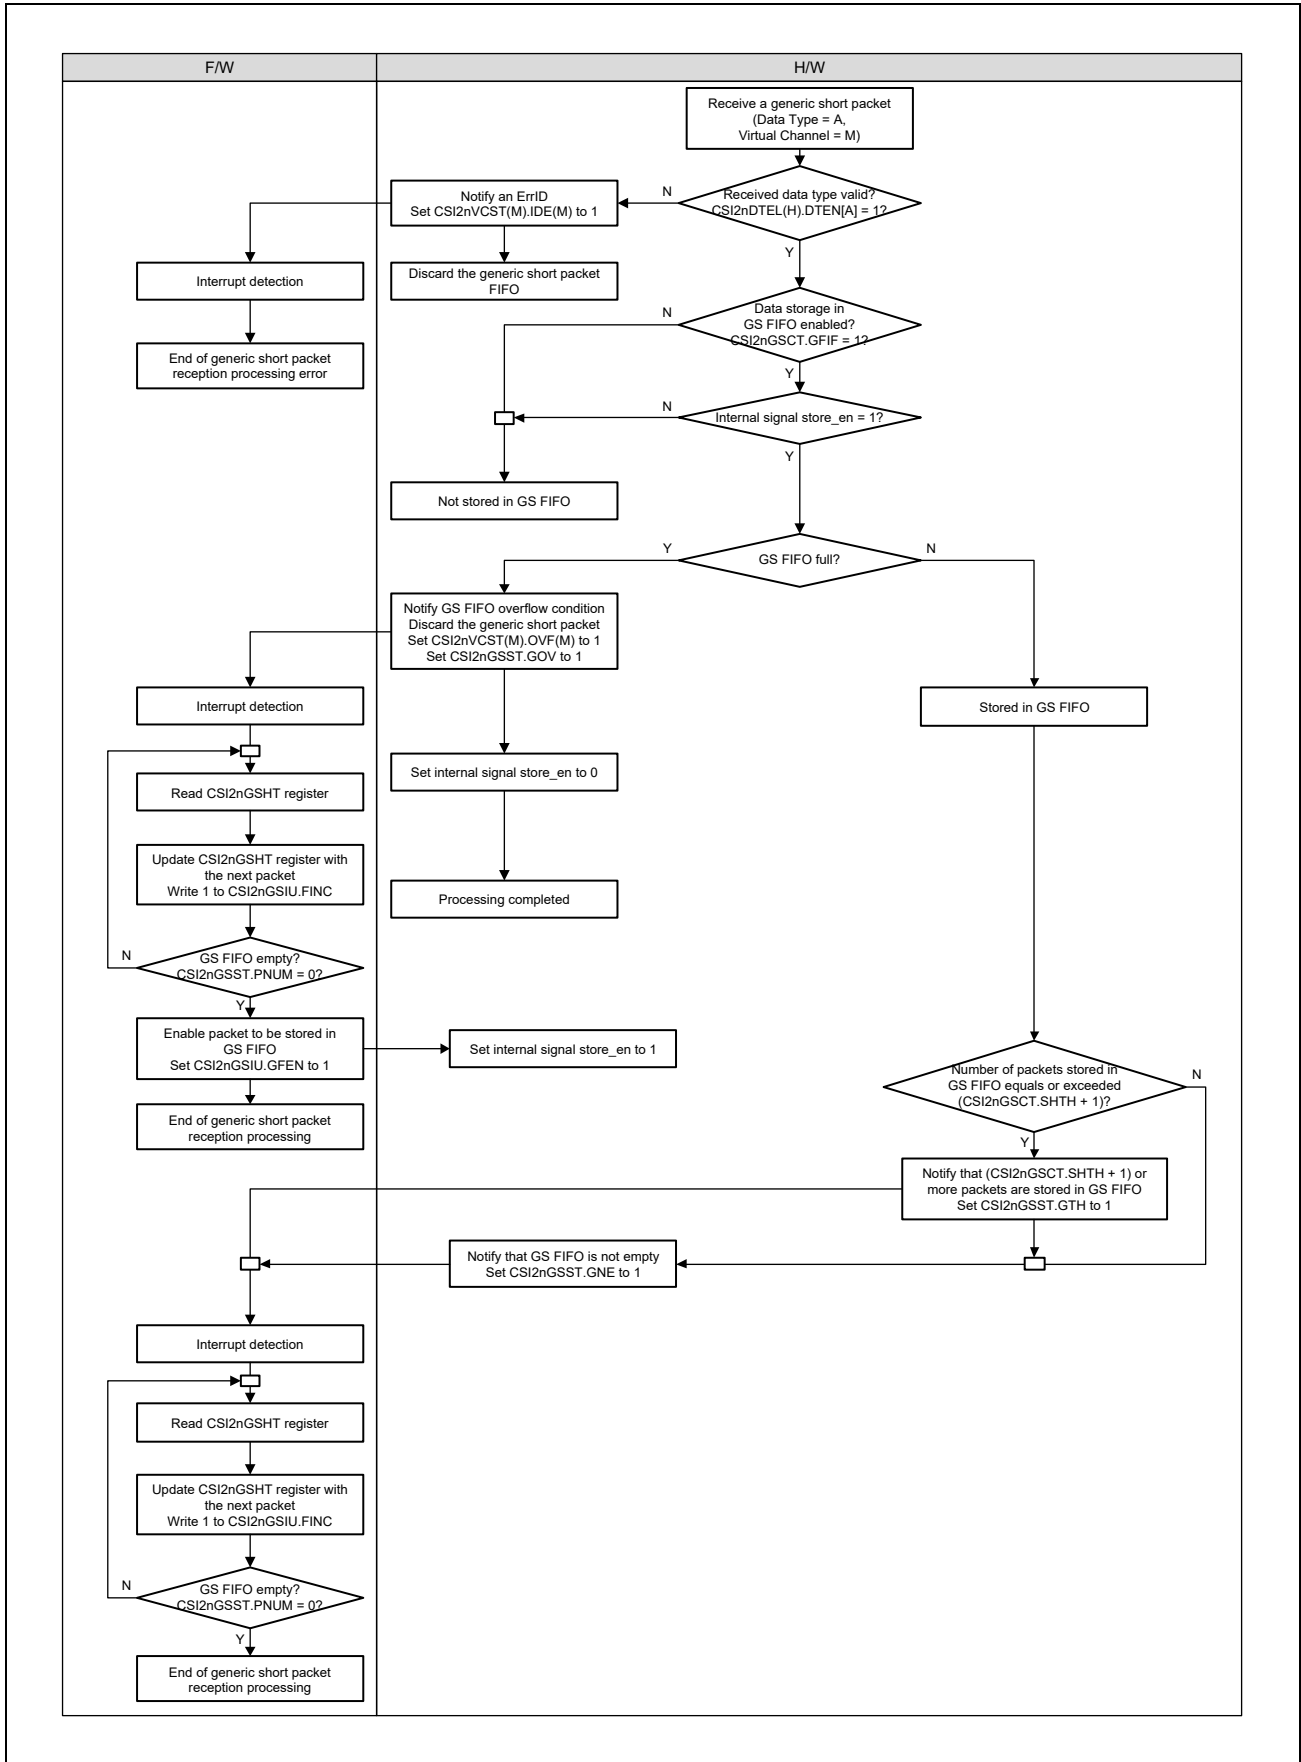 F/W
H/W
Receive a generic short packet
(Data Type = A,
Virtual Channel = M)
Received data type valid?
CSI2nDTEL(H).DTEN[A] = 1?
N
Y
Notify an ErrID
Set CSI2nVCST(M).IDE(M) to 1
Discard the generic short packet
FIFO
Interrupt detection
End of generic short packet
reception processing error
Data storage in
GS FIFO enabled?
CSI2nGSCT.GFIF = 1?
N
Y
Internal signal store_en = 1?
N
Y
Not stored in GS FIFO
GS FIFO full?
Y
N
Notify GS FIFO overflow condition
Discard the generic short packet
Set CSI2nVCST(M).OVF(M) to 1
Set CSI2nGSST.GOV to 1
Interrupt detection
Stored in GS FIFO
Set internal signal store_en to 0
Read CSI2nGSHT register
Update CSI2nGSHT register with
the next packet
Write 1 to CSI2nGSIU.FINC
Processing completed
GS FIFO empty?
CSI2nGSST.PNUM = 0?
N
Y
Enable packet to be stored in
GS FIFO
Set CSI2nGSIU.GFEN to 1
Set internal signal store_en to 1
End of generic short packet
reception processing
Number of packets stored in
GS FIFO equals or exceeded
(CSI2nGSCT.SHTH + 1)?
N
Y
Notify that (CSI2nGSCT.SHTH + 1) or
more packets are stored in GS FIFO
Set CSI2nGSST.GTH to 1
Notify that GS FIFO is not empty
Set CSI2nGSST.GNE to 1
Interrupt detection
Read CSI2nGSHT register
Update CSI2nGSHT register with
the next packet
Write 1 to CSI2nGSIU.FINC
GS FIFO empty?
CSI2nGSST.PNUM = 0?
N
Y
End of generic short packet
reception processing